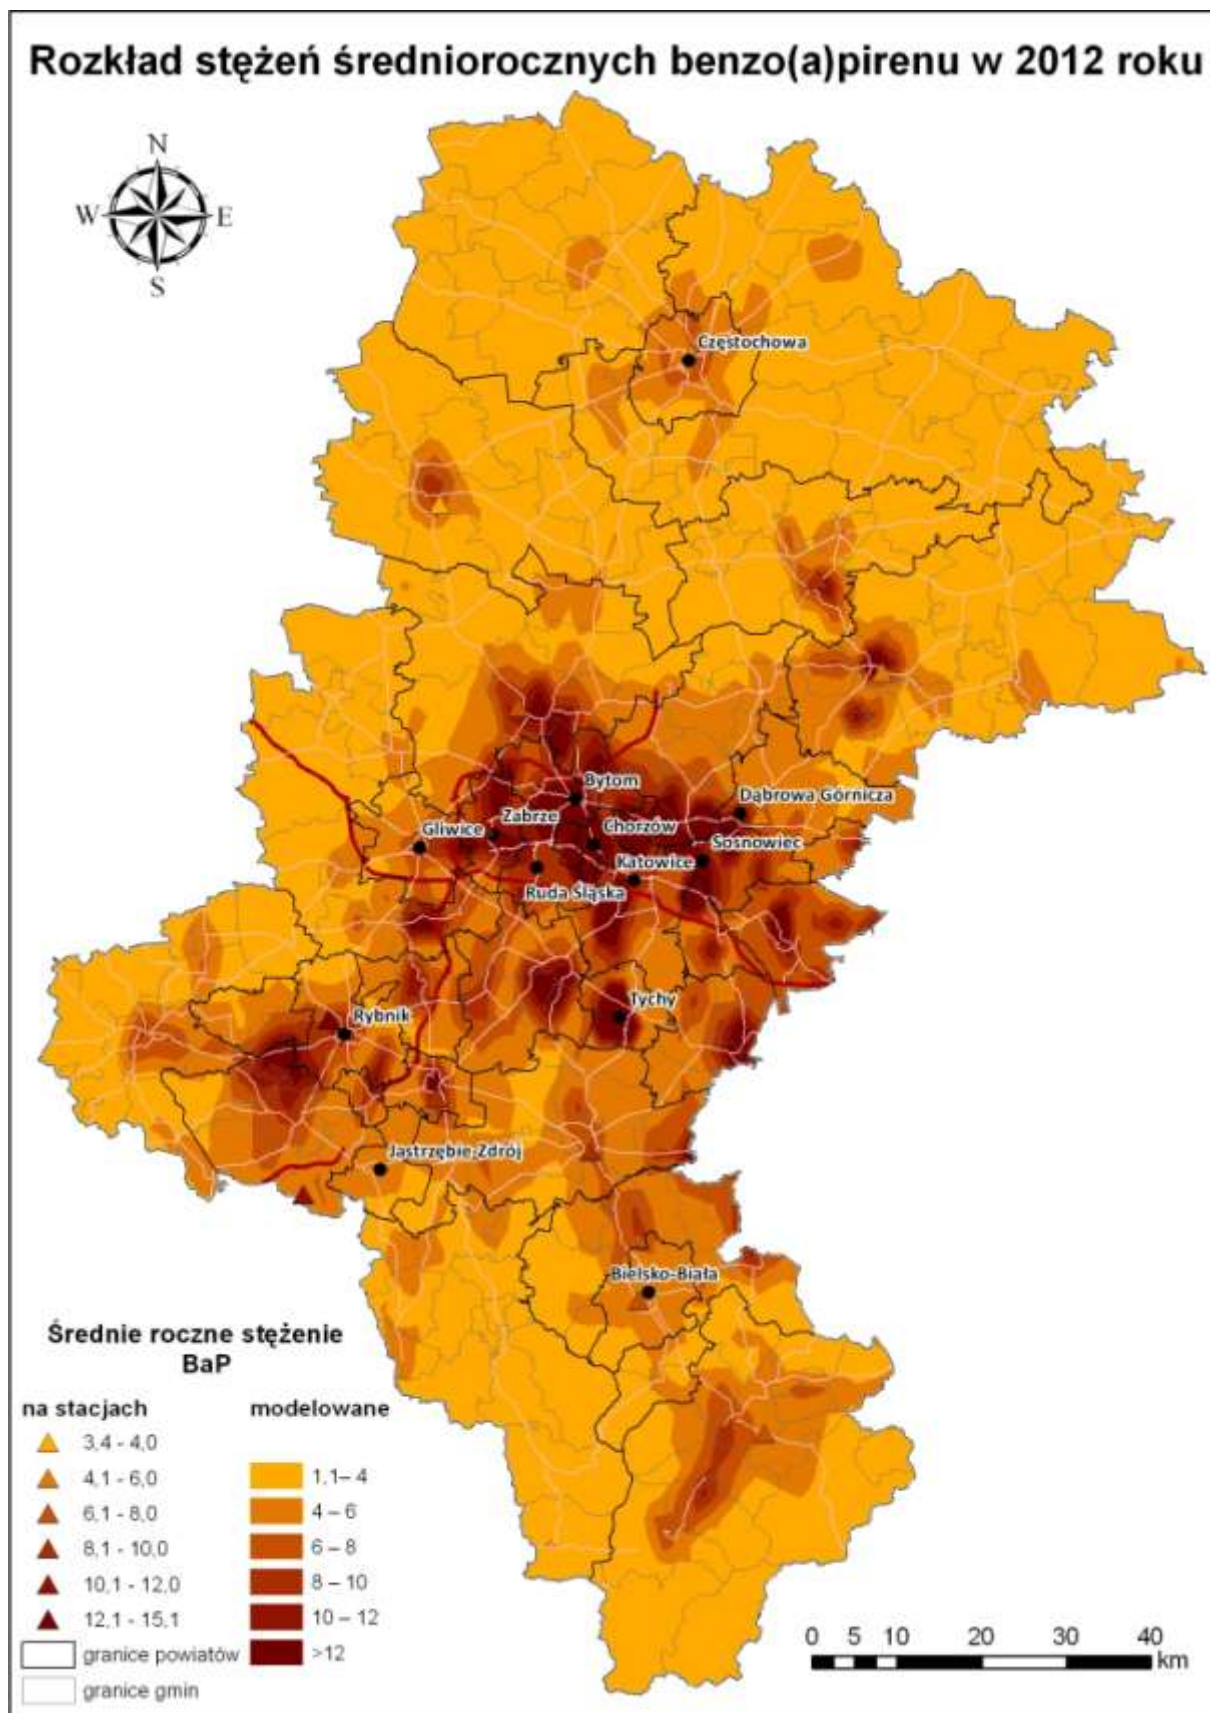 Rozkład stężeń średniorocznych benzo(a)pirenu w 2012 roku
N
W E
S
Częstochowa
Bytom
Dąbrowa Górnicza
Zabrze
Gliwice
Chorzów
Sosnowiec
Katowice
Ruda Śląska
Tychy
Rybnik
Jastrzębie-Zdrój
Bielsko-Biała
Średnie roczne stężenie
BaP
na stacjach modelowane
3,4 - 4,0
4,1 - 6,0 1,1– 4
6,1 - 8,0 4 – 6
8,1 - 10,0 6 – 8
10,1 - 12,0 8 – 10
12,1 - 15,1 10 – 12
granice powiatów >12
granice gmin
0 5 10 20 30 40
km